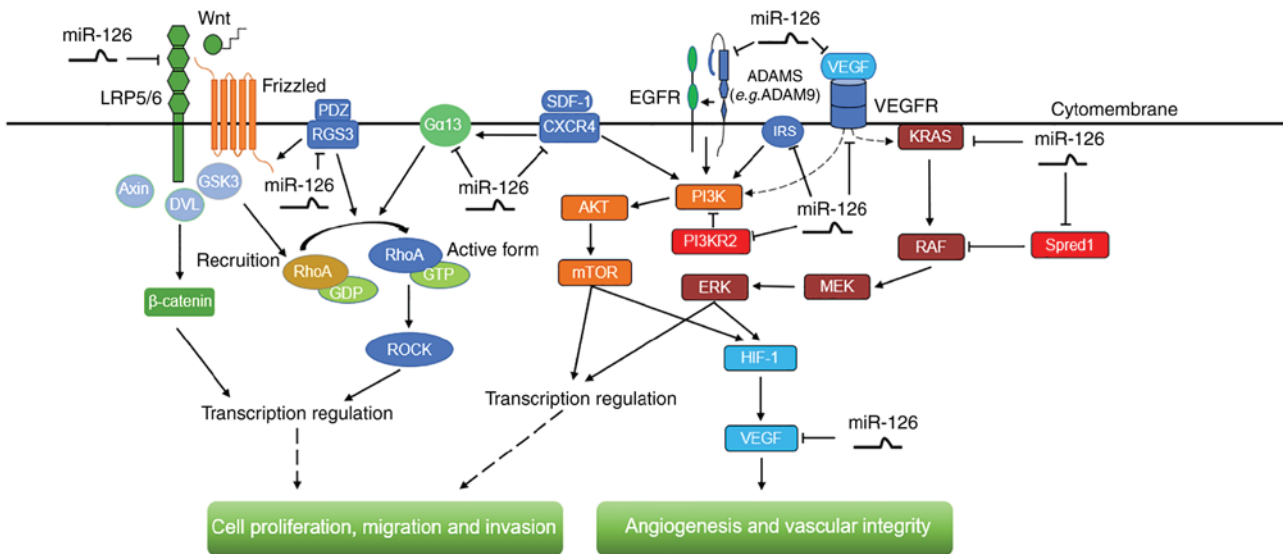 Wnt
miR-126
LRP5/6
Frizzled
PDZ
RGS3
Gα13
SDF-1
CXCR4
miR-126
EGFR
ADAMS
(e.g.ADAM9)
VEGF
VEGFR
Cytomembrane
IRS
KRAS
miR-126
Axin
DVL
GSK3
miR-126
miR-126
PI3K
AKT
PI3KR2
miR-126
RAF
Spred1
Recruition
RhoA
GDP
RhoA
GTP
Active form
mTOR
ERK
MEK
β-catenin
ROCK
HIF-1
Transcription regulation
Transcription regulation
VEGF
miR-126
Cell proliferation, migration and invasion
Angiogenesis and vascular integrity